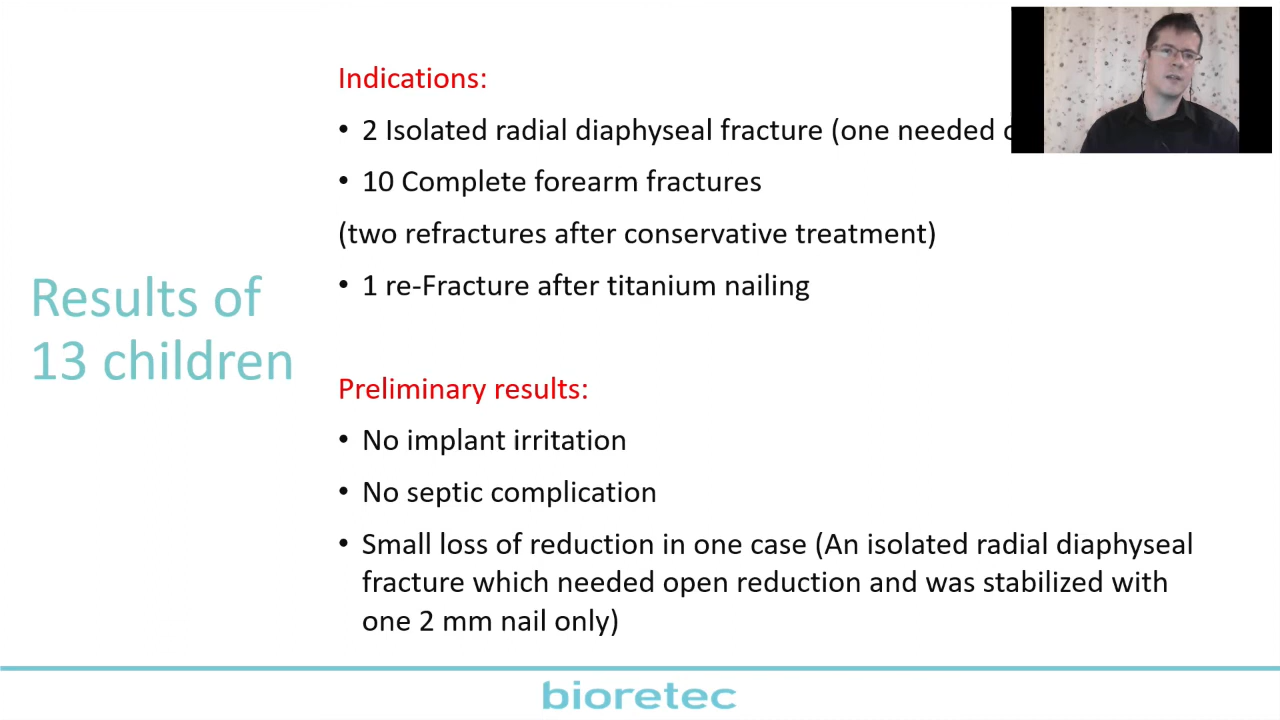 Results of
13 children
Indications:
• 2 Isolated radial diaphyseal fracture (one needed
• 10 Complete forearm fractures
(two refractures after conservative treatment)
• 1 re-Fracture after titanium nailing
Preliminary results:
• No implant irritation
• No septic complication
• Small loss of reduction in one case (An isolated radial diaphyseal
fracture which needed open reduction and was stabilized with
one 2 mm nail only)
bioretec